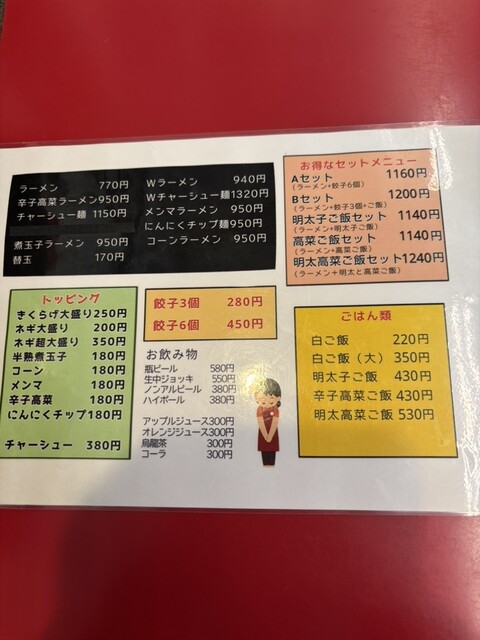 ラーメン 770円
辛子高菜ラーメン950円
チャーシュー麺 1150円
煮玉子ラーメン 950円
替玉 170円
Wラーメン 940円
Wチャーシュー麺1320円
メンマラーメン 950円
にんにくチップ麺950円
コーンラーメン 950円
お得なセットメニュー
Aセット 1160円
(ラーメン+餃子6個)
Bセット 1200円
(ラーメン+餃子3個+ご飯)
明太子ご飯セット 1140円
(ラーメン+明太子ご飯)
高菜ご飯セット 1140円
(ラーメン+高菜ご飯)
明太高菜ご飯セット1240円
(ラーメン+明太と高菜ご飯)
トッピング
きくらげ大盛り250円
ネギ大盛り 200円
ネギ超大盛り 350円
半熟煮玉子 180円
コーン 180円
メンマ 180円
辛子高菜 180円
にんにくチップ180円
チャーシュー 380円
餃子3個 280円
餃子6個 450円
お飲み物
瓶ビール 580円
生中ジョッキ 550円
ノンアルビール 380円
ハイボール 380円
アップルジュース300円
オレンジジュース300円
烏龍茶 300円
コーラ 300円
ごはん類
白ご飯 220円
白ご飯(大) 350円
明太子ご飯 430円
辛子高菜ご飯 430円
明太高菜ご飯 530円